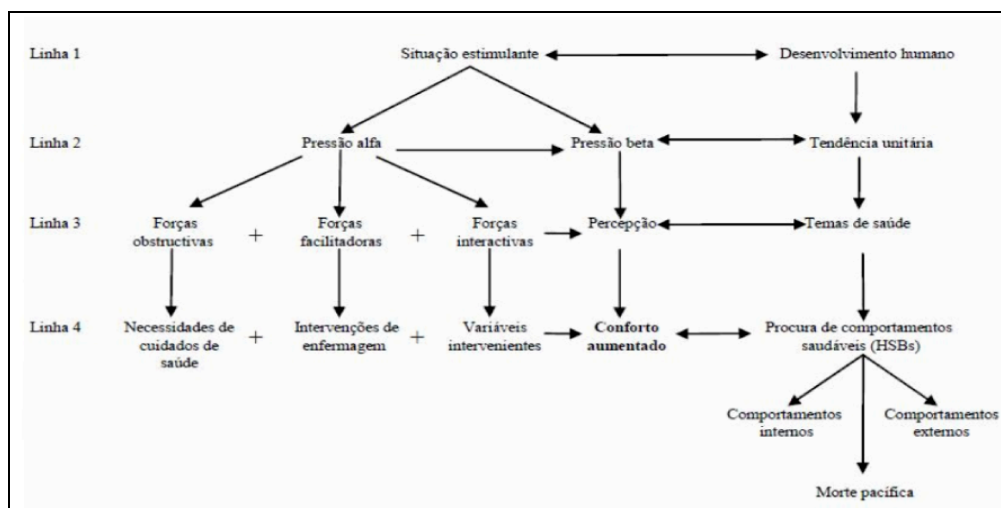 Linha 1 Situação estimulante Desenvolvimento humano
Linha 2 Pressão alfa Pressão beta Tendência unitária
Linha 3 Forças + Forças + Forças Percepção Temas de saúde
obstructivas facilitadoras interactivas
Linha 4 Necessidades de + Intervenções de + Variáveis Conforto Procura de comportamentos
cuidados de enfermagem intervenientes aumentado saudáveis (HSBs)
saúde
Comportamentos Comportamentos
internos externos
Morte pacífica